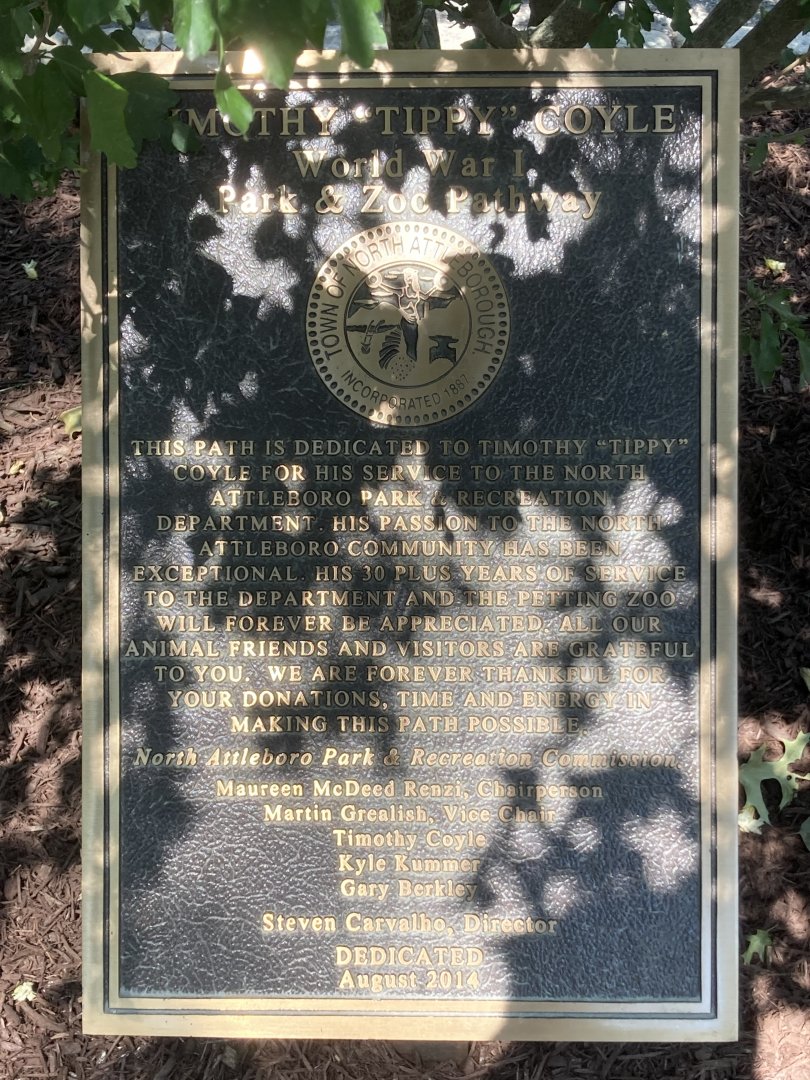 TIMOTHY “TIPPY” COYLE
World War I
Park & Zoo Pathway
TOWN OF NORTH ATTLEBOROUGH.
INCORPORATED 1887
THIS PATH IS DEDICATED TO TIMOTHY “TIPPY”
COYLE FOR HIS SERVICE TO THE NORTH
ATTLEBORO PARK & RECREATION
DEPARTMENT. HIS PASSION TO THE NORTH
ATTLEBORO COMMUNITY HAS BEEN
EXCEPTIONAL. HIS 30 PLUS YEARS OF SERVICE
TO THE DEPARTMENT AND THE PETTING ZOO
WILL FOREVER BE APPRECIATED. ALL OUR
ANIMAL FRIENDS AND VISITORS ARE GRATEFUL
TO YOU. WE ARE FOREVER THANKFUL FOR
YOUR DONATIONS, TIME AND ENERGY IN
MAKING THIS PATH POSSIBLE.
North Attleboro Park & Recreation Commission,
Maureen McDeed Renzi, Chairperson
Martin Grealish, Vice Chair
Timothy Coyle
Kyle Kummer
Gary Berkley
Steven Carvalho, Director
DEDICATED
August 2014